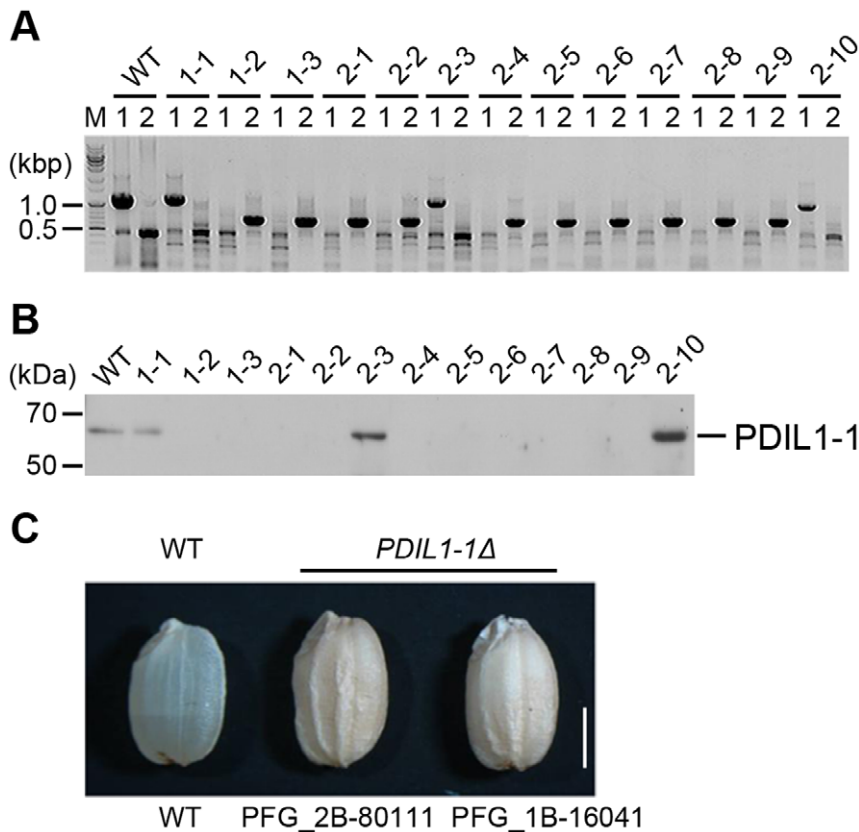 A
WT 1-1 1-2 1-3 2-1 2-2 2-3 2-4 2-5 2-6 2-7 2-8 2-9 2-10
M 1 2 1 2 1 2 1 2 1 2 1 2 1 2 1 2 1 2 1 2 1 2 1 2 1 2 1 2
(kbp)
1.0
0.5
B
(kDa) WT 1-1 1-2 1-3 2-1 2-2 2-3 2-4 2-5 2-6 2-7 2-8 2-9 2-10
70
PDIL1-1
50
C
WT PDIL1-1Δ
WT PFG_2B-80111 PFG_1B-16041